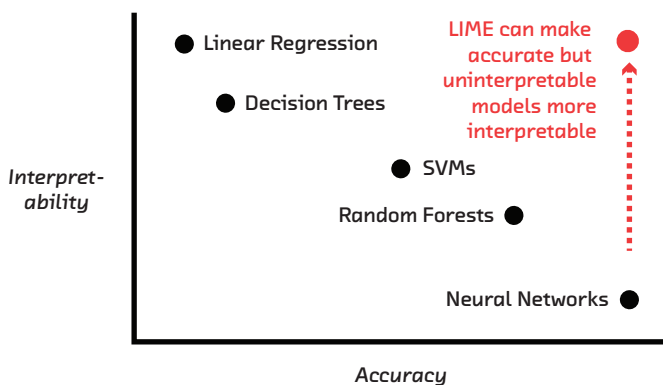 Linear Regression
LIME can make
accurate but
uninterpretable
models more
interpretable
Decision Trees
SVMs
Interpret-
ability
Random Forests
Neural Networks
Accuracy